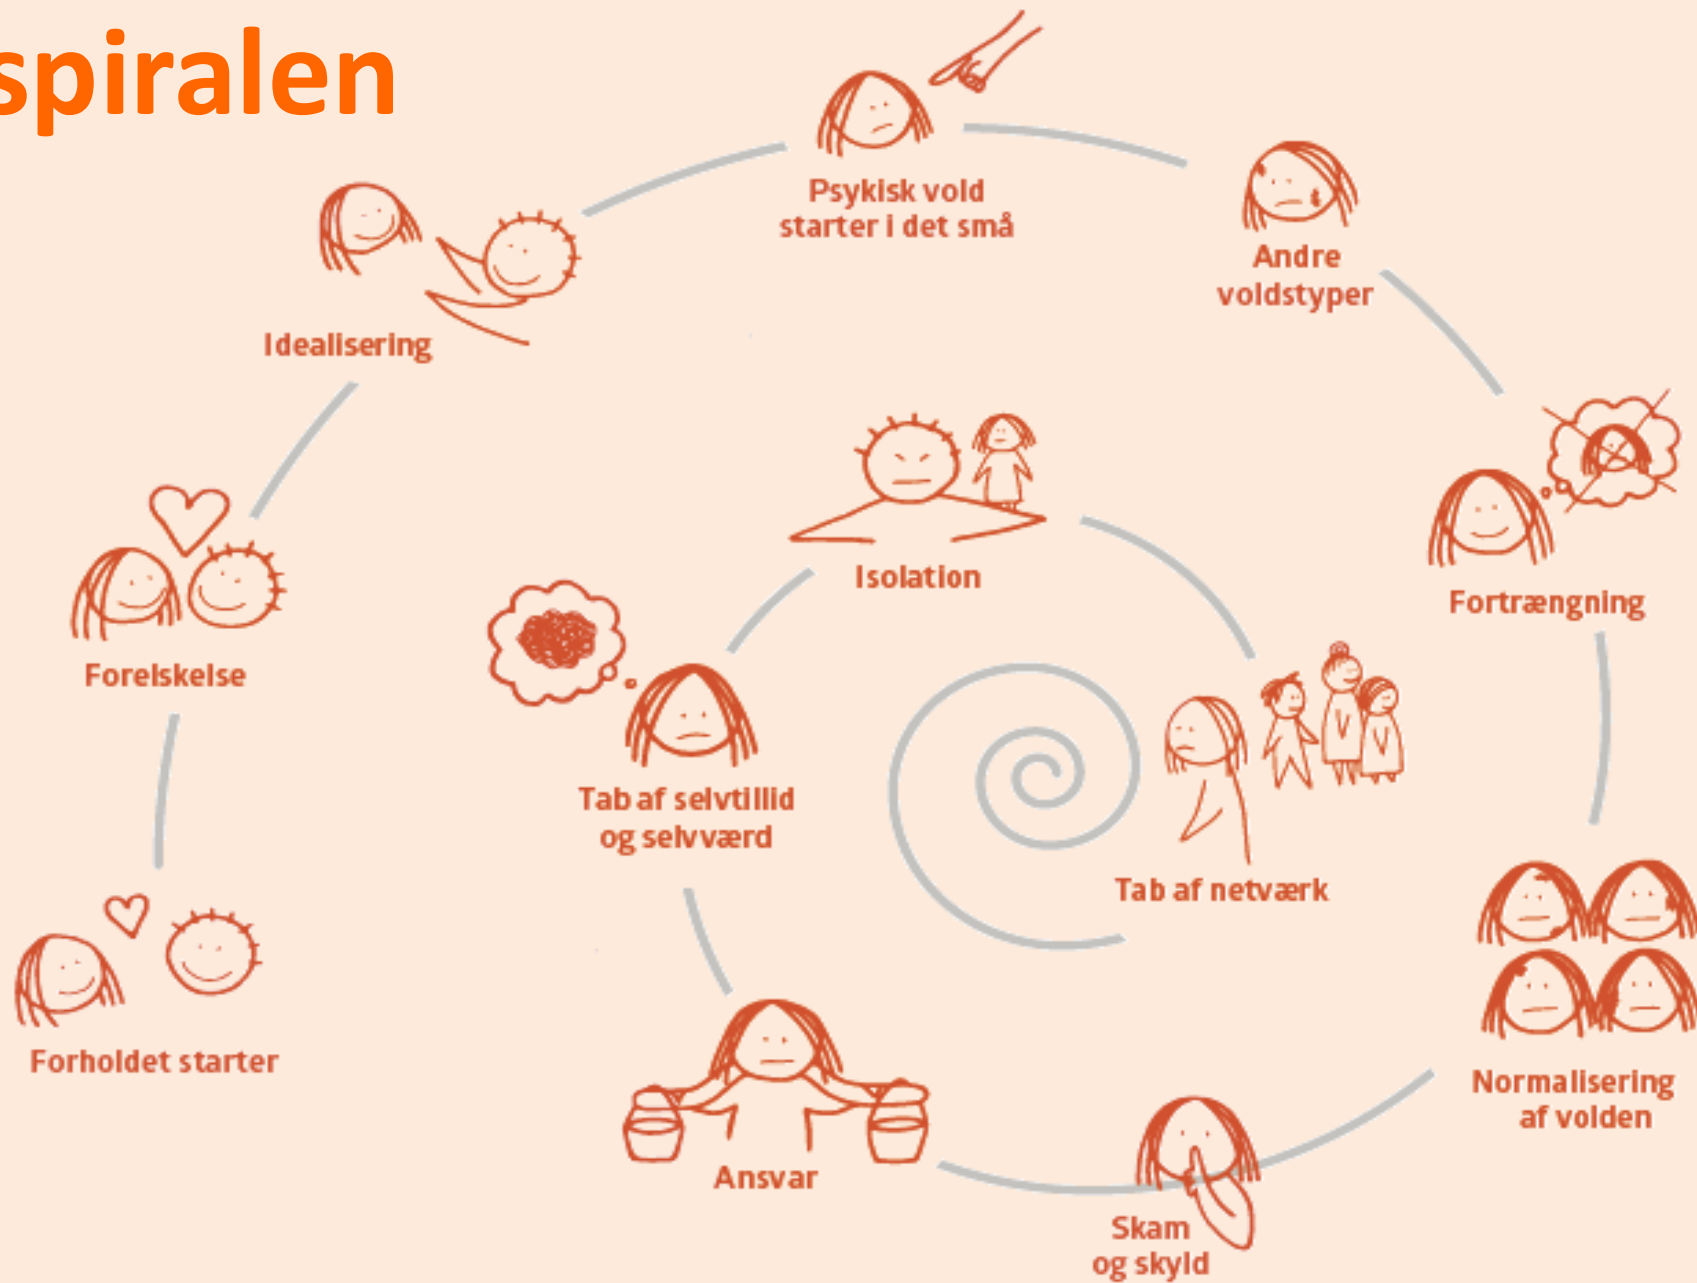 spiralen
Psykisk vold
starter i det små
Andre
voldstyper
Idealisering
Isolation
Fortrængning
Forelskelse
Tab af selvtillid
og selvværd
Tab af netværk
Forholdet starter
Normalisering
af volden
Ansvar
Skam
og skyld